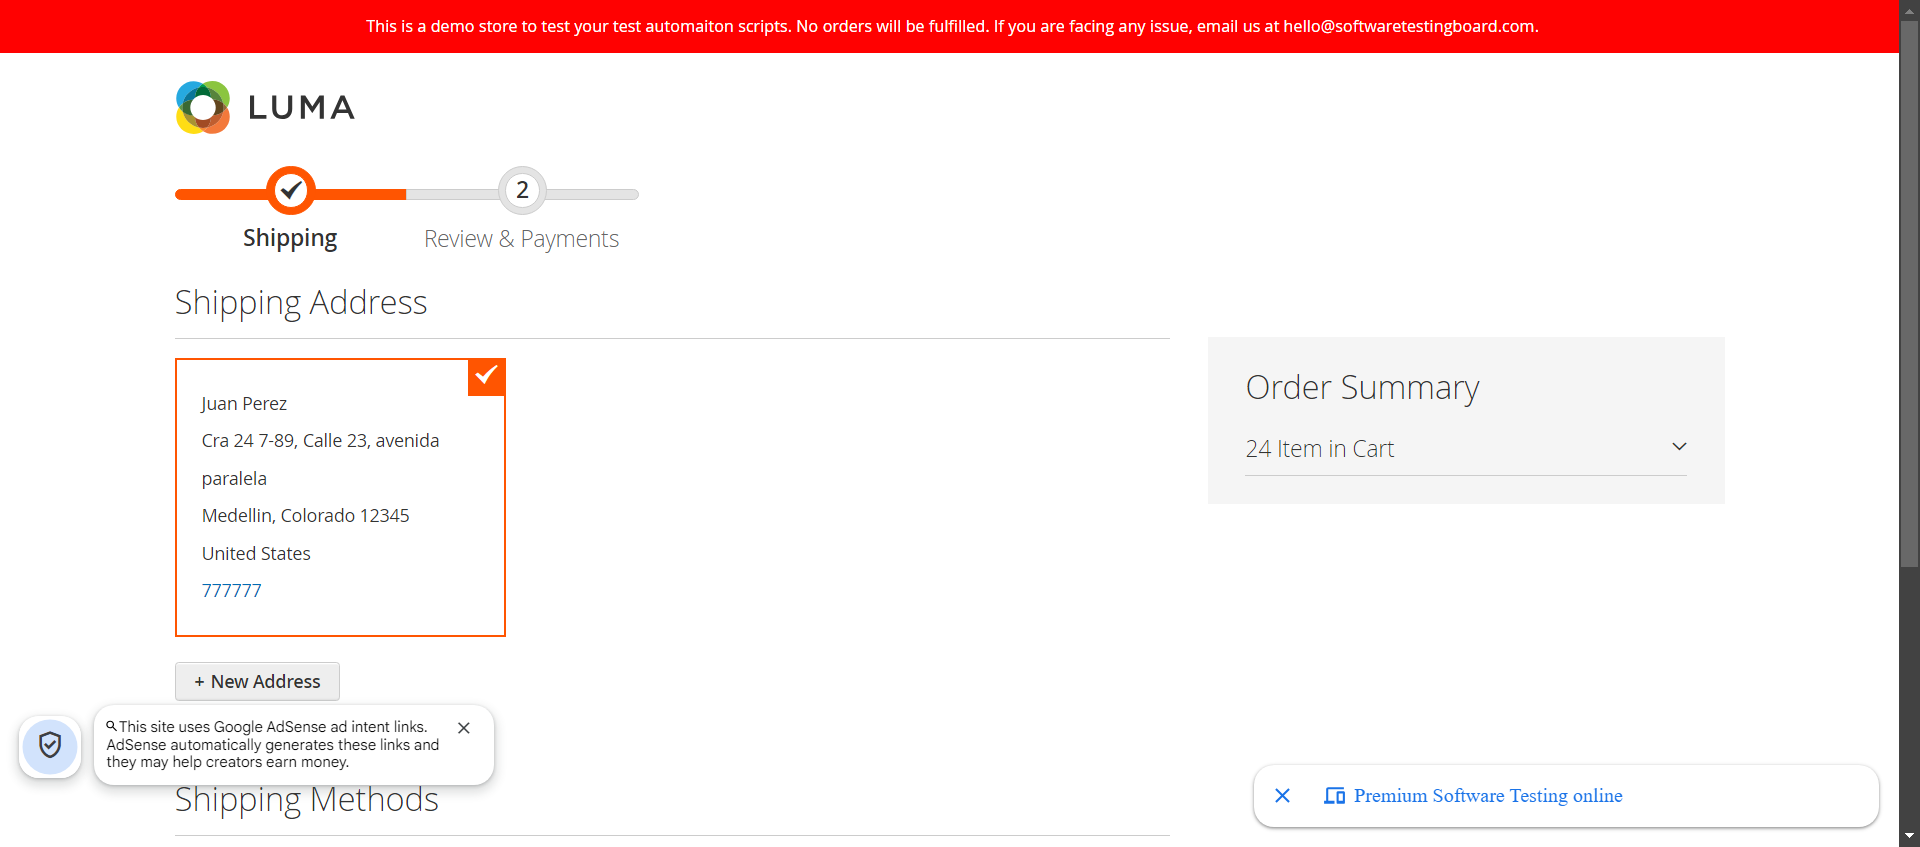 This is a demo store to test your test automaiton scripts. No orders will be fulfilled. If you are facing any issue, email us at hello@softwaretestingboard.com.
LUMA
2
Shipping
Review & Payments
Shipping Address
Juan Perez
Cra 24 7-89, Calle 23, avenida
paralela
Medellin, Colorado 12345
United States
777777
Order Summary
24 Item in Cart
+ New Address
This site uses Google AdSense ad intent links.
AdSense automatically generates these links and
they may help creators earn money.
Shipping Methods
Premium Software Testing online